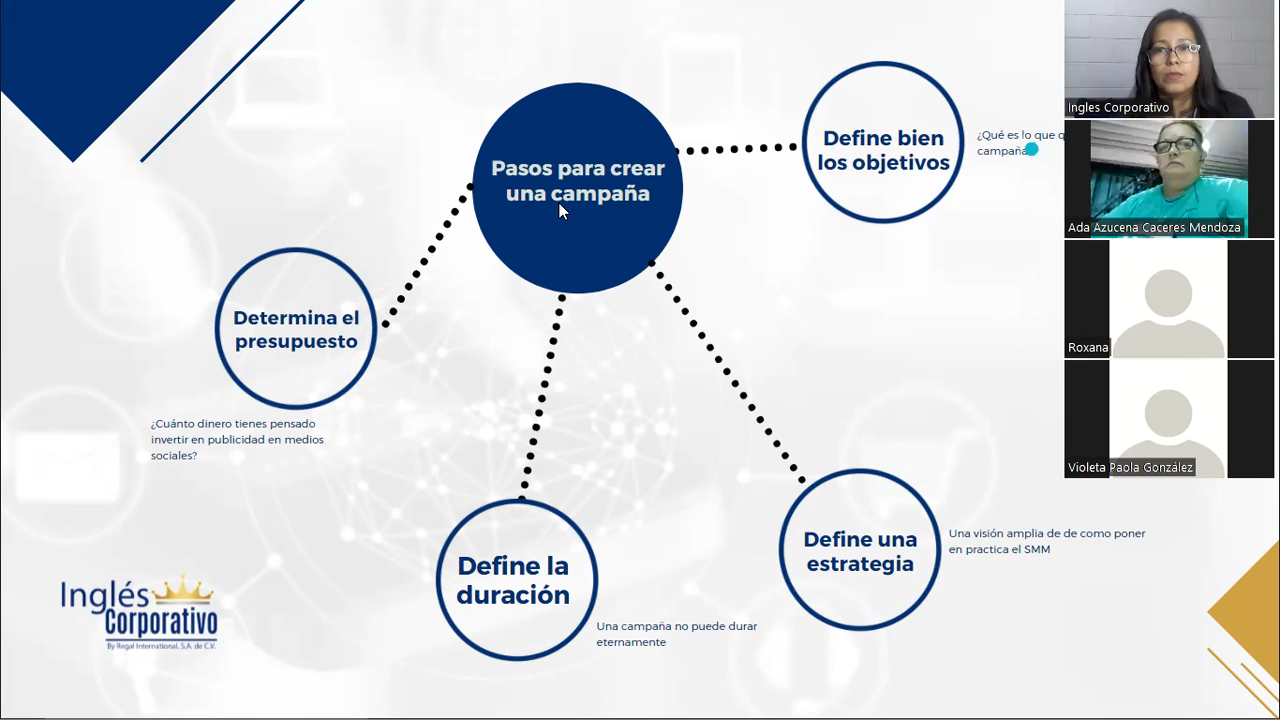 Pasos para crear
una campaña
Define bien
los objetivos
¿Qué es lo que
campaña
Determina el
presupuesto
¿Cuánto dinero tienes pensado
invertir en publicidad en medios
sociales?
Define la
duración
Una campaña no puede durar
eternamente
Define una
estrategia
Una visión amplia de de como poner
en practica el SMM
Inglés
Corporativo
By Regal International, S.A. de C.V.
Ingles Corporativo
Ada Azucena Caceres Mendoza
Roxana
Violeta Paola González